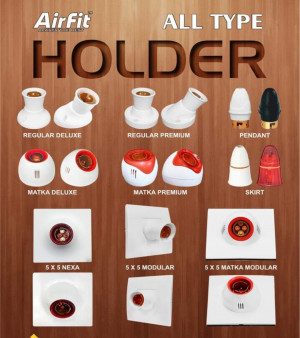 Airfit
ALL TYPE
HOLDER
REGULAR DELUXE
REGULAR PREMIUM
PENDANT
MATKA DELUXE
MATKA PREMIUM
SKIRT
5 X 5 NEXA
5 X 5 MODULAR
5 X 5 MATKA MODULAR